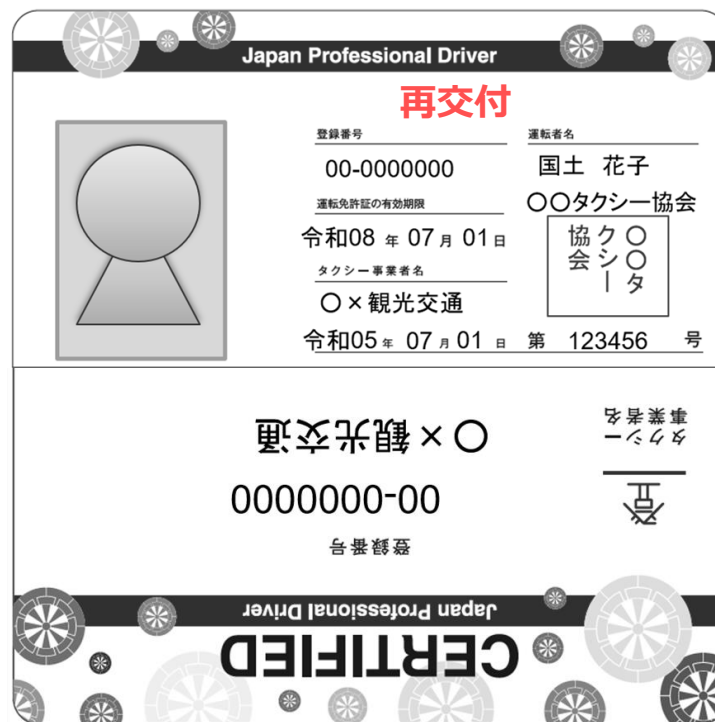 Japan Professional Driver
再交付
登録番号
00-0000000
運転免許証の有効期限
令和08 年 07 月 01 日
タクシー事業者名
〇×観光交通
令和05 年 07 月 01 日 第 123456 号
運転者名
国土 花子
〇〇タクシー協会
〇〇タ
クシー
協会
タクシー
事業者名
〇×観光交通
登
00-0000000
登録番号
Japan Professional Driver
CERTIFIED